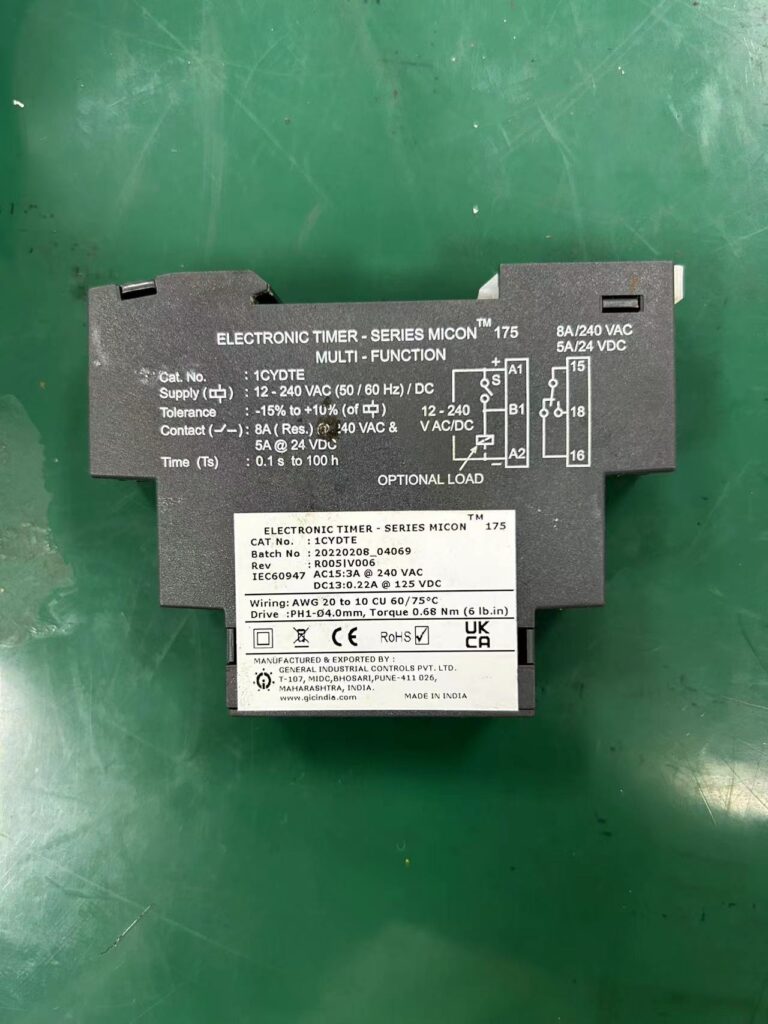 ELECTRONIC TIMER - SERIES MICON™ 175
MULTI - FUNCTION
Cat. No. : 1CYDTE
Supply ( ) : 12 - 240 VAC (50 / 60 Hz) / DC
Tolerance : -15% to +10% (of )
Contact ( ) : 8A ( Res.) @ 240 VAC &
5A @ 24 VDC
Time (Ts) : 0.1 s to 100 h
8A/240 VAC
5A/24 VDC
+
A1
S
B1
12 - 240
V AC/DC
A2
–
OPTIONAL LOAD
15
18
16
ELECTRONIC TIMER - SERIES MICON ™ 175
CAT No. : 1CYDTE
Batch No : 20220208_04069
Rev : R005IV006
IEC60947 AC15:3A @ 240 VAC
DC13:0.22A @ 125 VDC
Wiring: AWG 20 to 10 CU 60/75°C
Drive :PH1-Ø4.0mm, Torque 0.68 Nm (6 lb.in)
CE RoHS UK
CA
MANUFACTURED & EXPORTED BY :
GENERAL INDUSTRIAL CONTROLS PVT. LTD.
T-107, MIDC,BHOSARI,PUNE-411 026,
MAHARASHTRA, INDIA.
www.gicindia.com MADE IN INDIA